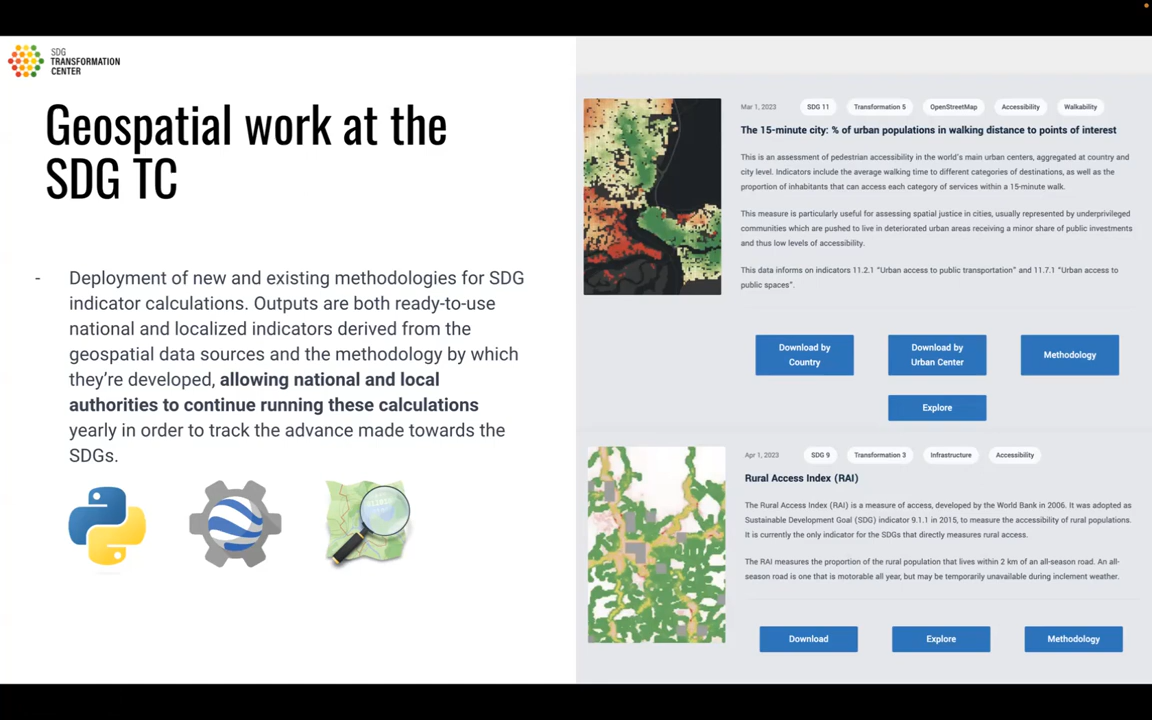 SDG
TRANSFORMATION
CENTER
Geospatial work at the
SDG TC
- Deployment of new and existing methodologies for SDG
indicator calculations. Outputs are both ready-to-use
national and localized indicators derived from the
geospatial data sources and the methodology by which
they're developed, allowing national and local
authorities to continue running these calculations
yearly in order to track the advance made towards the
SDGs.
Mar 1, 2023 SDG 11 Transformation 5 OpenStreetMap Accessibility Walkability
The 15-minute city: % of urban populations in walking distance to points of interest
This is an assessment of pedestrian accessibility in the world's main urban centers, aggregated at country and
city level. Indicators include the average walking time to different categories of destinations, as well as the
proportion of inhabitants that can access each category of services within a 15-minute walk.
This measure is particularly useful for assessing spatial justice in cities, usually represented by underprivileged
communities which are pushed to live in deteriorated urban areas receiving a minor share of public investments
and thus low levels of accessibility.
This data informs on indicators 11.2.1 "Urban access to public transportation" and 11.7.1 "Urban access to
public spaces".
Download by
Country
Download by
Urban Center
Methodology
Explore
Apr 1, 2023 SDG 9 Transformation 3 Infrastructure Accessibility
Rural Access Index (RAI)
The Rural Access Index (RAI) is a measure of access, developed by the World Bank in 2006. It was adopted as
Sustainable Development Goal (SDG) indicator 9.1.1 in 2015, to measure the accessibility of rural populations.
It is currently the only indicator for the SDGs that directly measures rural access.
The RAI measures the proportion of the rural population that lives within 2 km of an all-season road. An all-
season road is one that is motorable all year, but may be temporarily unavailable during inclement weather.
Download
Explore
Methodology